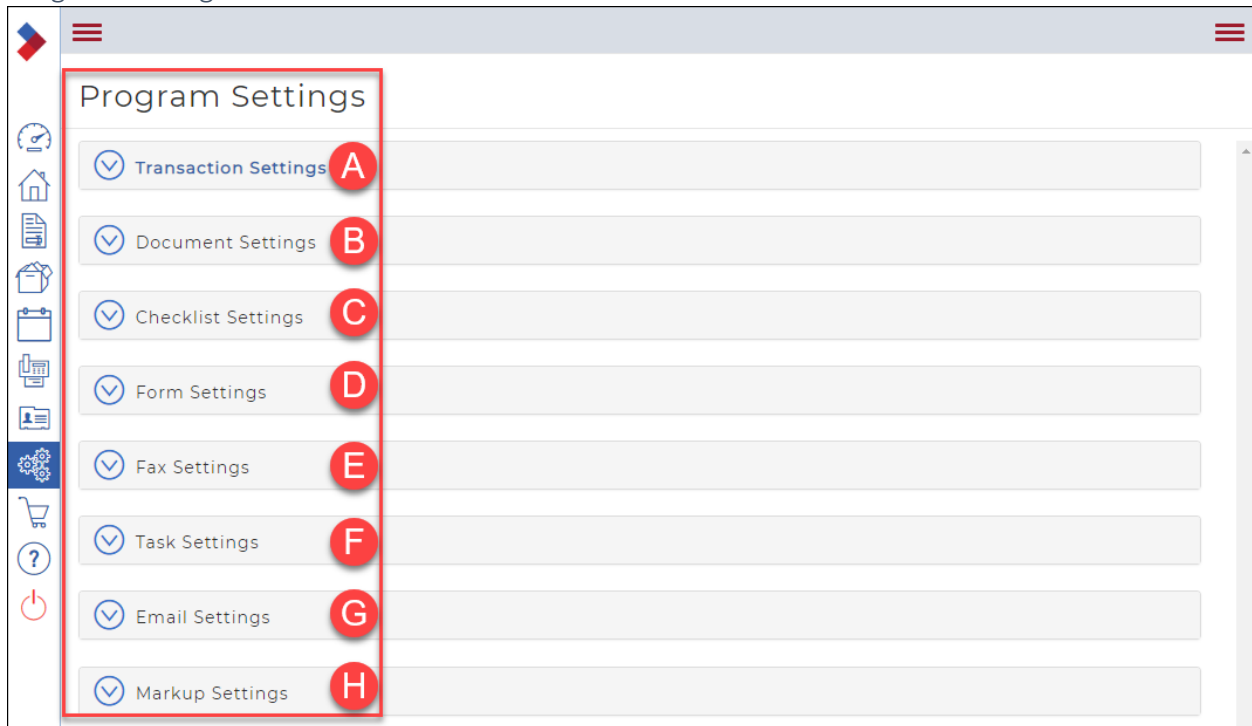 Program Settings
Transaction Settings A
Document Settings B
Checklist Settings C
Form Settings D
Fax Settings E
Task Settings F
Email Settings G
Markup Settings H
?